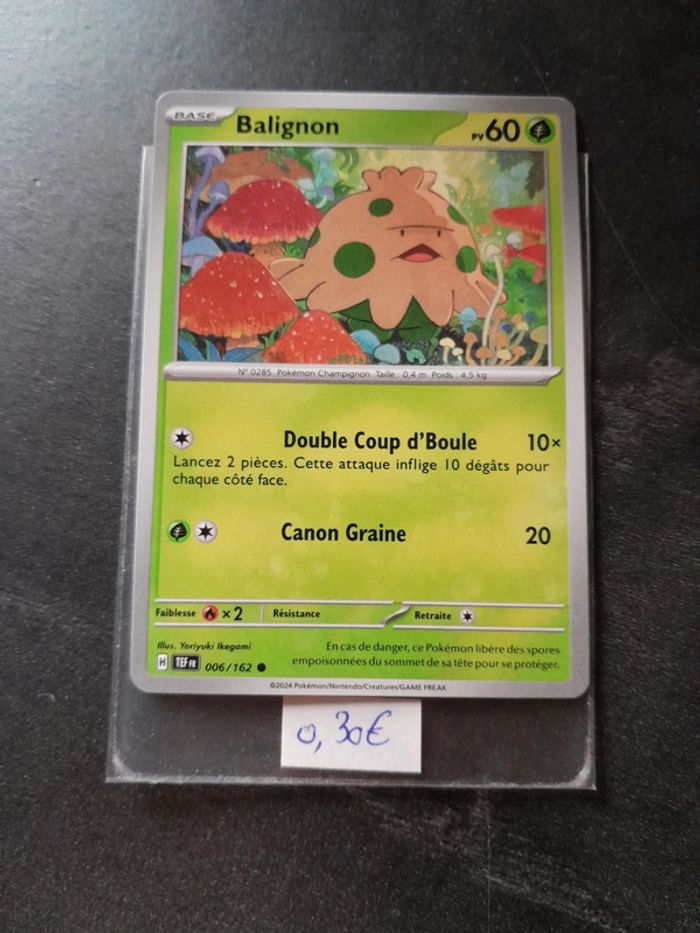 BASE
Balignon
PV 60
N° 0285 Pokémon Champignon Taille : 0,4 m Poids : 4,5 kg
Double Coup d'Boule 10×
Lancez 2 pièces. Cette attaque inflige 10 dégâts pour
chaque côté face.
Canon Graine 20
Faiblesse ×2 Résistance Retraite
Illus. Yoriyuki Ikegami
En cas de danger, ce Pokémon libère des spores
empoisonnées du sommet de sa tête pour se protéger.
H TEF FR 006/162
©2024 Pokémon/Nintendo/Creatures/GAME FREAK
0,30€